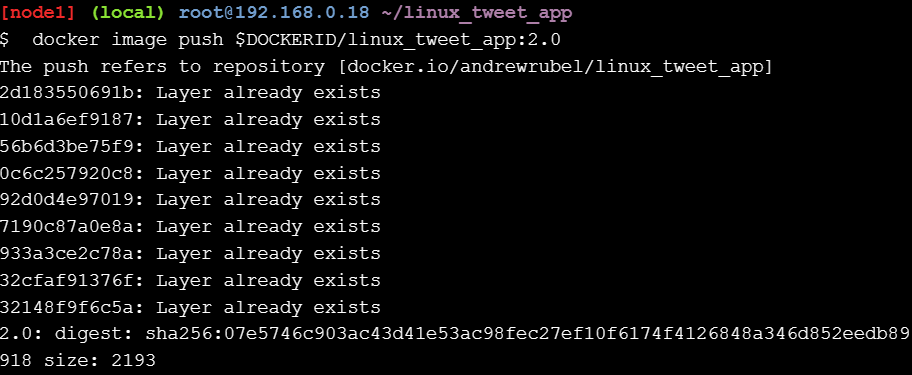 [node1] (local) root@192.168.0.18 ~/linux_tweet_app
$  docker image push $DOCKERID/linux_tweet_app:2.0
The push refers to repository [docker.io/andrewrubel/linux_tweet_app]
2d183550691b: Layer already exists
10d1a6ef9187: Layer already exists
56b6d3be75f9: Layer already exists
0c6c257920c8: Layer already exists
92d0d4e97019: Layer already exists
7190c87a0e8a: Layer already exists
933a3ce2c78a: Layer already exists
32cfaf91376f: Layer already exists
32148f9f6c5a: Layer already exists
2.0: digest: sha256:07e5746c903ac43d41e53ac98fec27ef10f6174f4126848a346d852eedb89
918 size: 2193